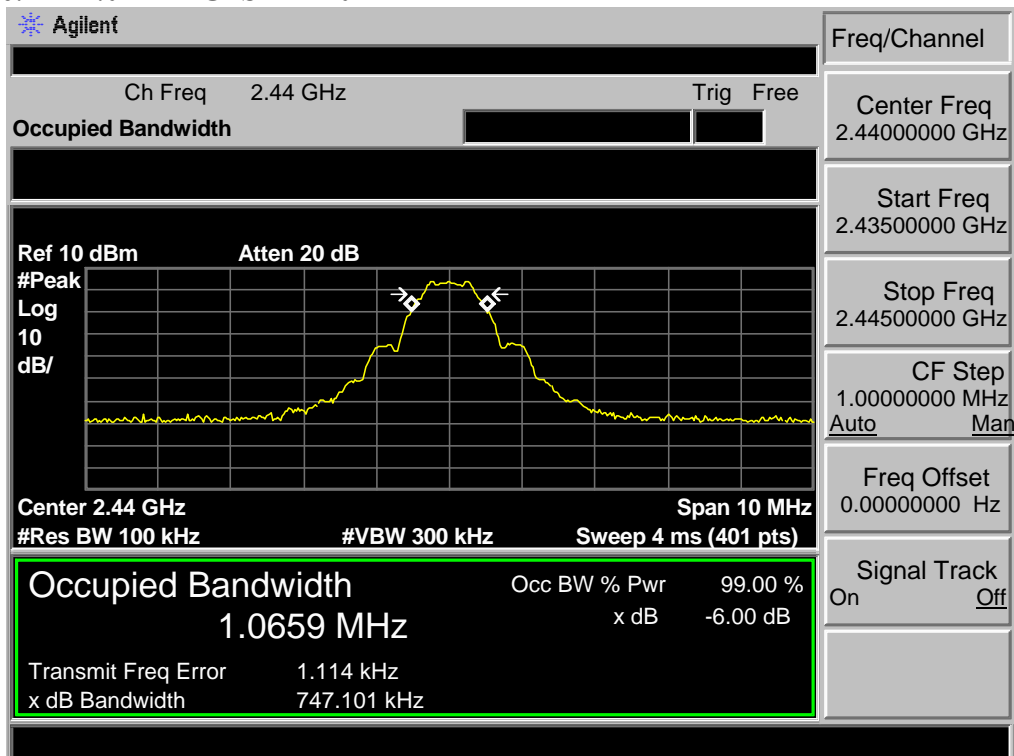 Agilent
Freq/Channel
Ch Freq 2.44 GHz Trig Free
Occupied Bandwidth
Center Freq
2.44000000 GHz
Start Freq
2.43500000 GHz
Ref 10 dBm Atten 20 dB
#Peak
Log
10
dB/
Stop Freq
2.44500000 GHz
CF Step
1.00000000 MHz
Auto Man
Freq Offset
0.00000000 Hz
Center 2.44 GHz Span 10 MHz
#Res BW 100 kHz #VBW 300 kHz Sweep 4 ms (401 pts)
Signal Track
On Off
Occupied Bandwidth
1.0659 MHz
Occ BW % Pwr 99.00 %
x dB -6.00 dB
Transmit Freq Error 1.114 kHz
x dB Bandwidth 747.101 kHz